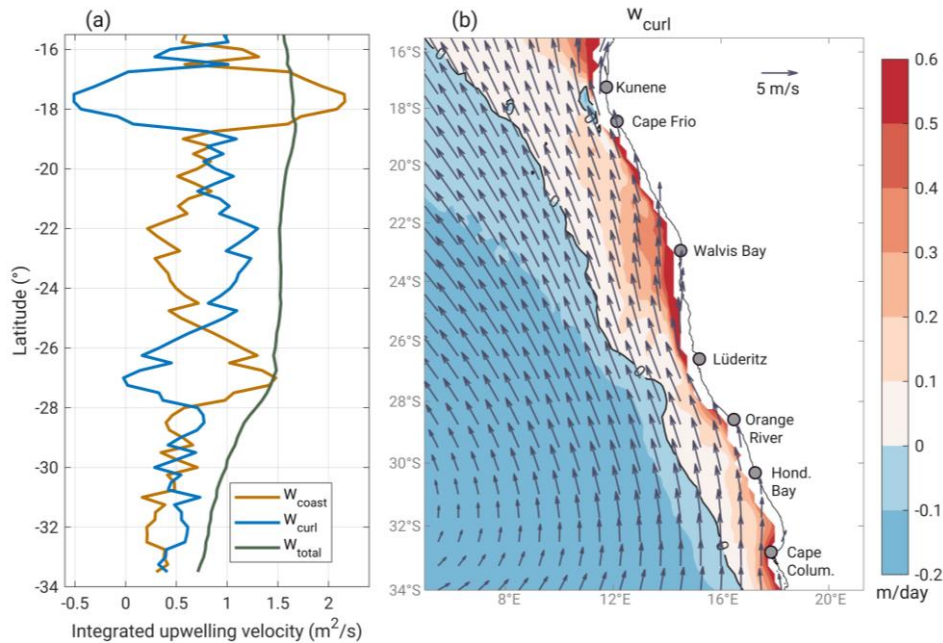 (a)
-16
-18
-20
-22
-24
-26
-28
-30
-32
-34
Latitude (°)
-0.5 0 0.5 1 1.5 2
Integrated upwelling velocity (m²/s)
W_coast
W_curl
W_total
(b)
w_curl
16°S
18°S
20°S
22°S
24°S
26°S
28°S
30°S
32°S
34°S
8°E 12°E 16°E 20°E
5 m/s
0
Kunene
Cape Frio
Walvis Bay
Lüderitz
0
Orange
River
Hond.
Bay
0
Cape
Colum.
0.6
0.5
0.4
0.3
0.2
0.1
0
-0.1
-0.2
m/day